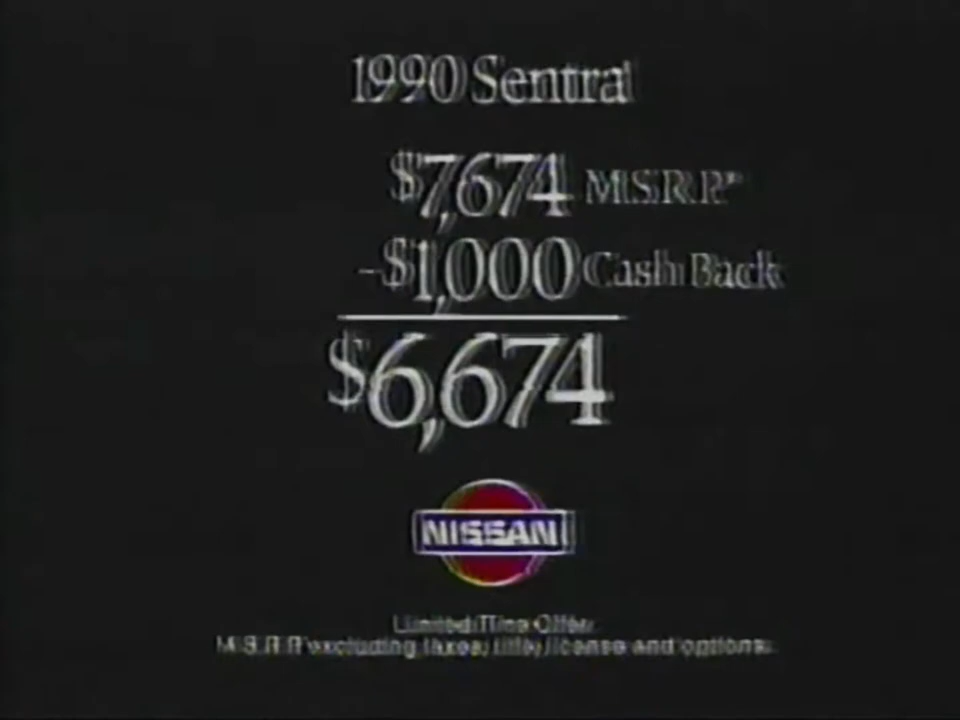 1990 Sentra
$7,674 M.S.R.P.
-$1,000 Cash Back
$6,674
NISSAN
Limited Time Offer.
M.S.R.P. excluding taxes, title, license and options.